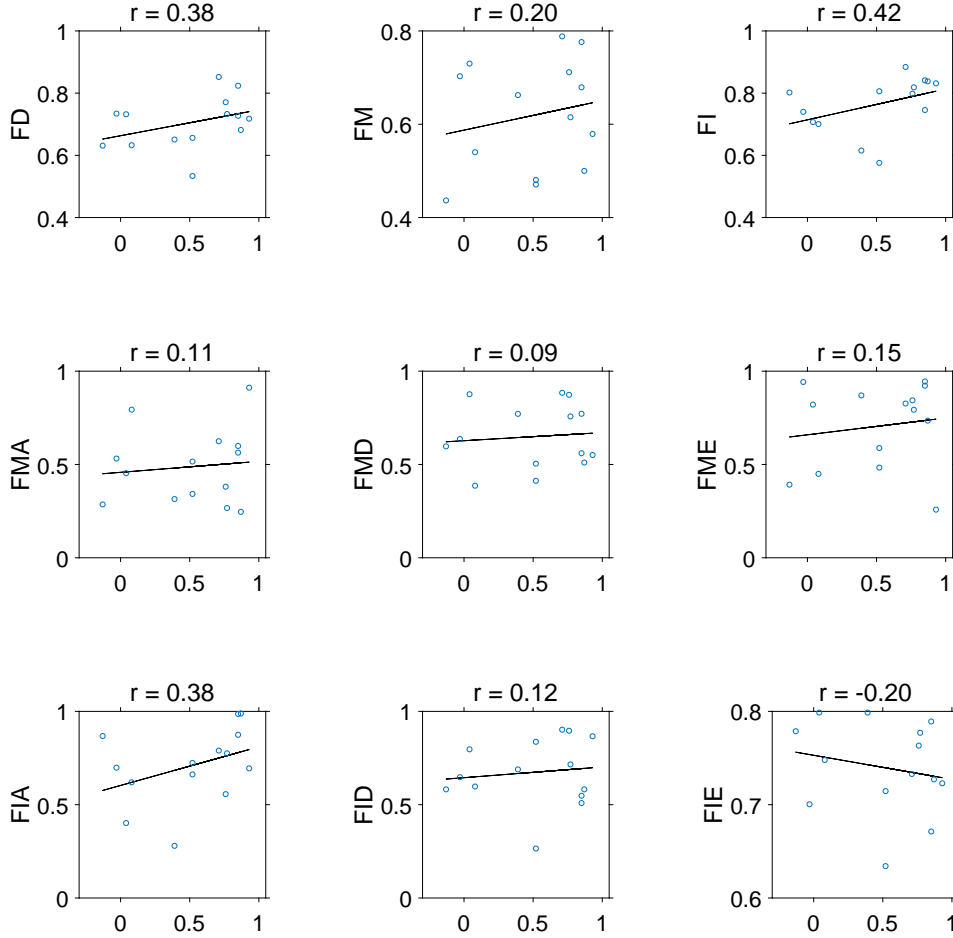 r = 0.38
r = 0.20
r = 0.42
FD
1
0.8
0.6
0.4
0 0.5 1
FM
0.8
0.6
0.4
0 0.5 1
FI
1
0.8
0.6
0.4
0 0.5 1
r = 0.11
r = 0.09
r = 0.15
FMA
1
0.5
0
0 0.5 1
FMD
1
0.5
0
0 0.5 1
FME
1
0.5
0
0 0.5 1
r = 0.38
r = 0.12
r = -0.20
FIA
1
0.5
0
0 0.5 1
FID
1
0.5
0
0 0.5 1
FIE
0.8
0.7
0.6
0 0.5 1